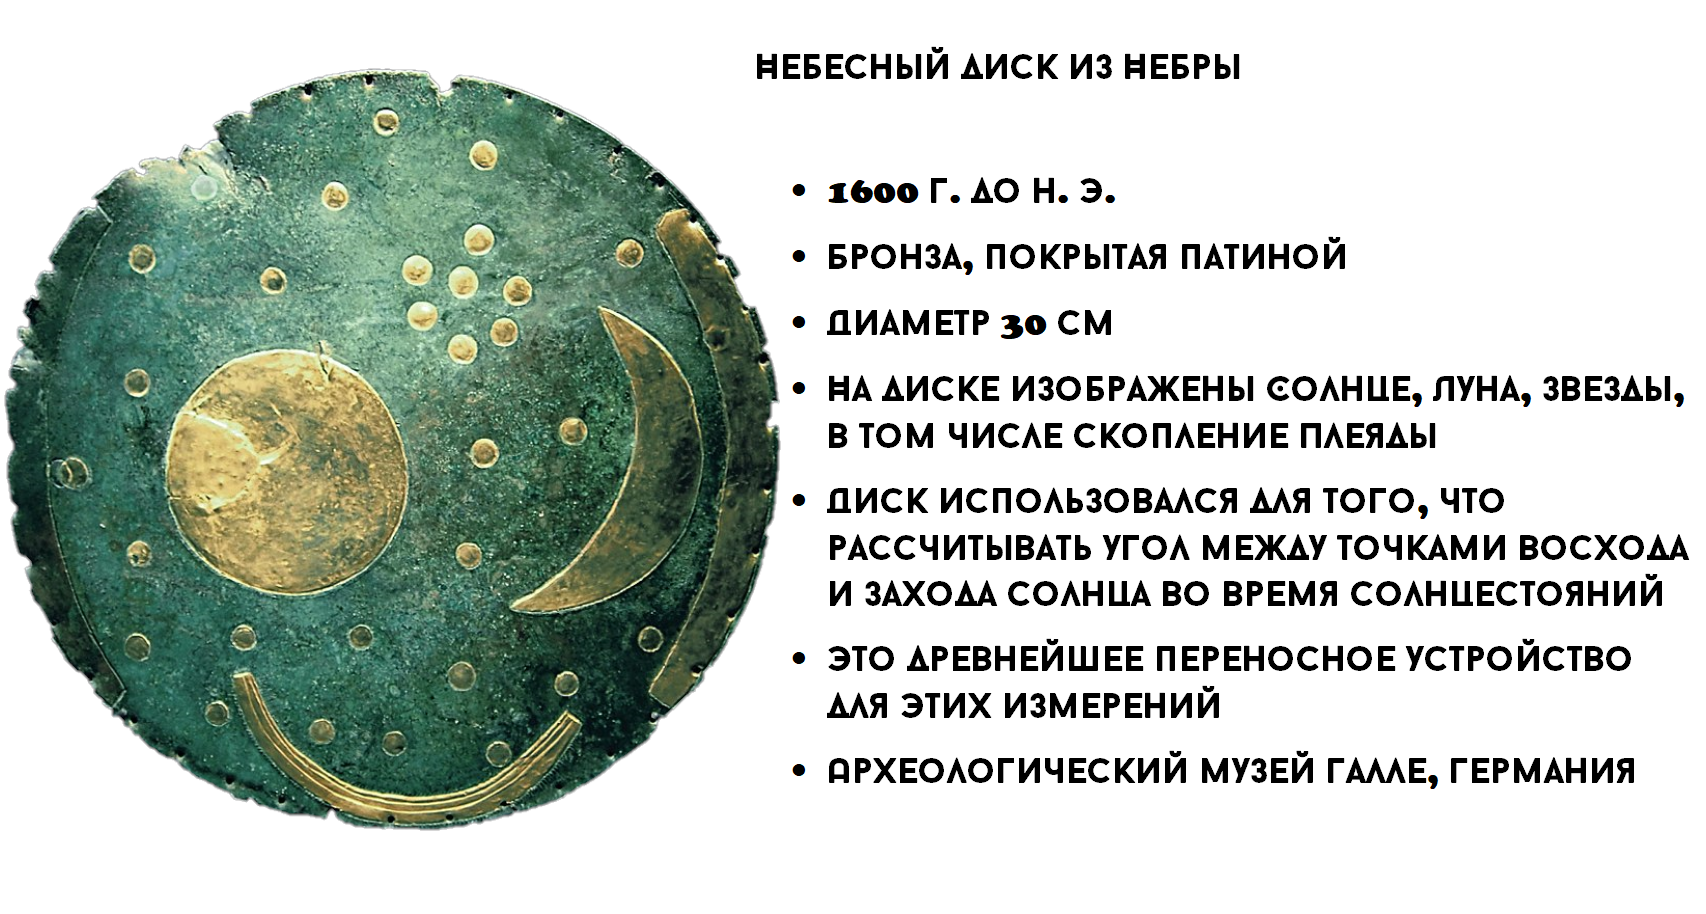 НЕБЕСНЫЙ ДИСК ИЗ НЕБРЫ
• 1600 Г. ДО Н. Э.
• БРОНЗА, ПОКРЫТАЯ ПАТИНОЙ
• ДИАМЕТР 30 СМ
• НА ДИСКЕ ИЗОБРАЖЕНЫ СОЛНЦЕ, ЛУНА, ЗВЕЗДЫ,
В ТОМ ЧИСЛЕ СКОПЛЕНИЕ ПЛЕЯДЫ
• ДИСК ИСПОЛЬЗОВАЛСЯ ДЛЯ ТОГО, ЧТО
РАССЧИТЫВАТЬ УГОЛ МЕЖДУ ТОЧКАМИ ВОСХОДА
И ЗАХОДА СОЛНЦА ВО ВРЕМЯ СОЛНЦЕСТОЯНИЙ
• ЭТО ДРЕВНЕЙШЕЕ ПЕРЕНОСНОЕ УСТРОЙСТВО
ДЛЯ ЭТИХ ИЗМЕРЕНИЙ
• АРХЕОЛОГИЧЕСКИЙ МУЗЕЙ ГАЛЛЕ, ГЕРМАНИЯ